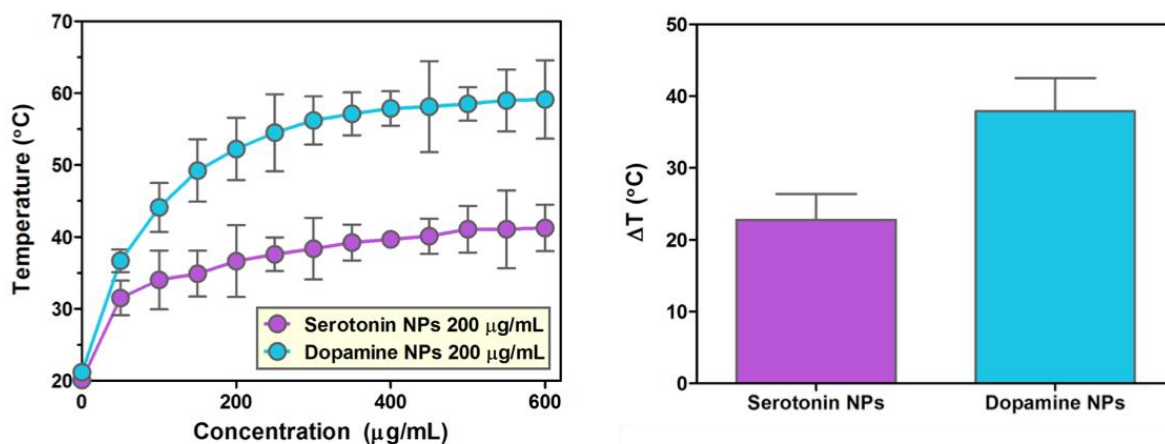 70
60
50
40
30
20
Temperature (°C)
0
200
400
600
Concentration (μg/mL)
Serotonin NPs 200 μg/mL
Dopamine NPs 200 μg/mL
50
40
30
20
10
0
ΔT (°C)
Serotonin NPs
Dopamine NPs